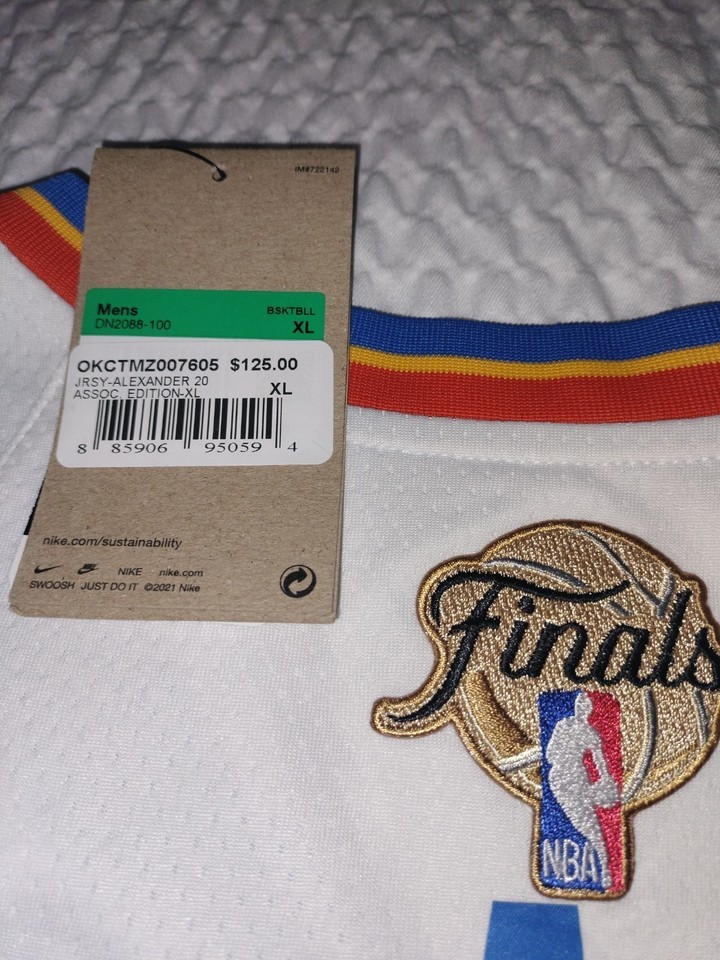 IM#722142
Mens BSKTBLL
DN2088-100 XL
OKCTMZ007605 $125.00
JRSY-ALEXANDER 20 XL
ASSOC. EDITION-XL
8 85906 95059 4
nike.com/sustainability
NIKE nike.com
SWOOSH JUST DO IT ©2021 Nike
Finals
NBA